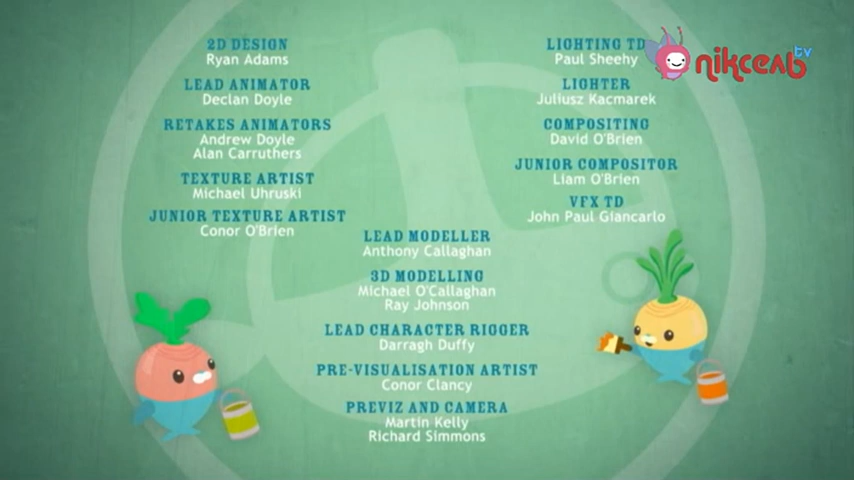 2D DESIGN
Ryan Adams
LEAD ANIMATOR
Declan Doyle
RETAKES ANIMATORS
Andrew Doyle
Alan Carruthers
TEXTURE ARTIST
Michael Uhruski
JUNIOR TEXTURE ARTIST
Conor O'Brien
LIGHTING TD
Paul Sheehy
LIGHTER
Juliusz Kacmarek
COMPOSITING
David O'Brien
JUNIOR COMPOSITOR
Liam O'Brien
VFX TD
John Paul Giancarlo
LEAD MODELLER
Anthony Callaghan
3D MODELLING
Michael O'Callaghan
Ray Johnson
LEAD CHARACTER RIGGER
Darragh Duffy
PRE-VISUALISATION ARTIST
Conor Clancy
PREVIZ AND CAMERA
Martin Kelly
Richard Simmons
піксель tv